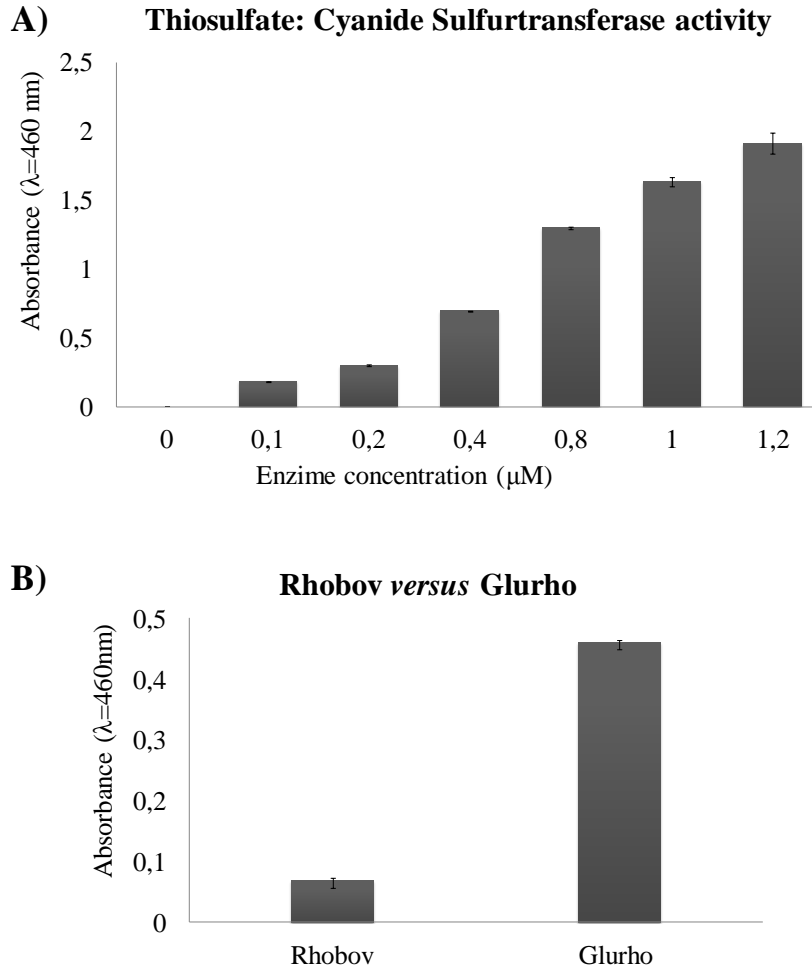 A)
Thiosulfate: Cyanide Sulfurtransferase activity
Absorbance (λ=460 nm)
2,5
2
1,5
1
0,5
0
0 0,1 0,2 0,4 0,8 1 1,2
Enzime concentration (μM)
B)
Rhobov versus Glurho
Absorbance (λ=460nm)
0,5
0,4
0,3
0,2
0,1
0
Rhobov Glurho